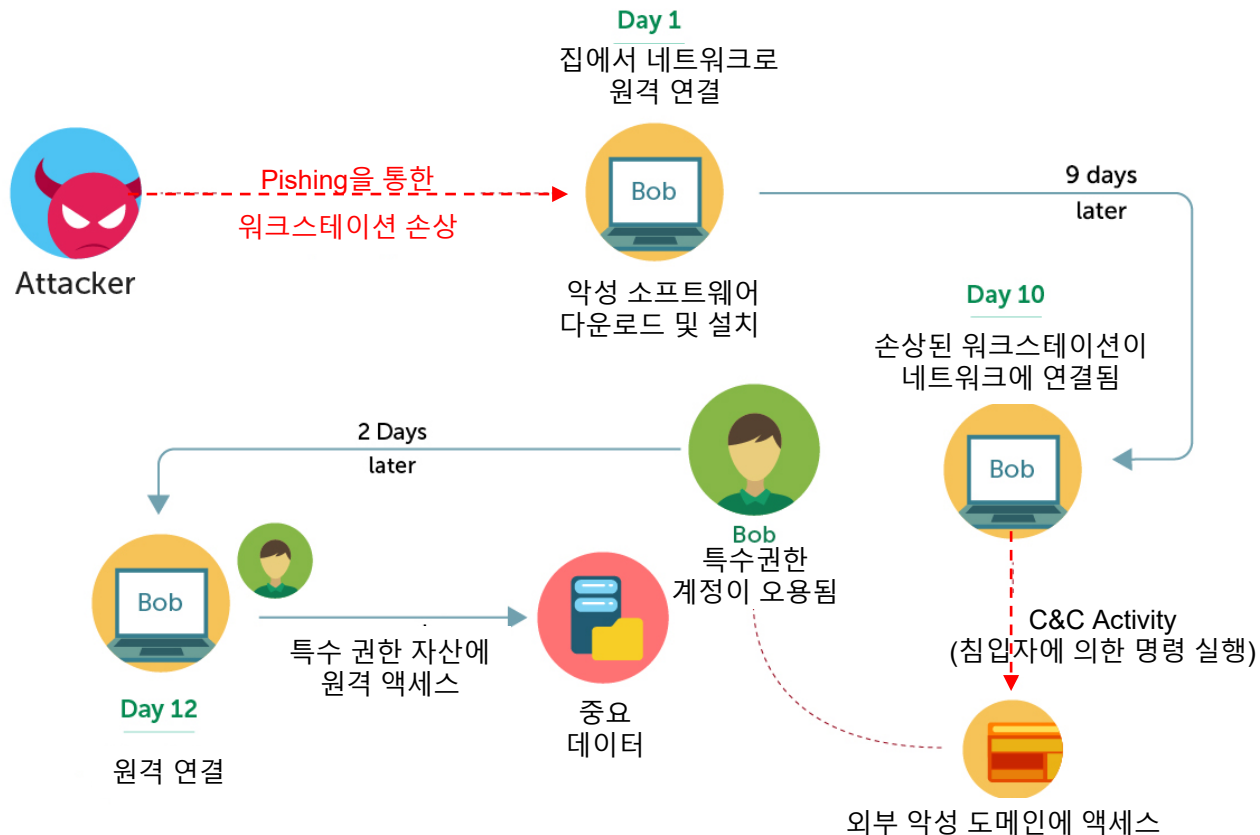 Day 1
집에서 네트워크로
원격 연결
Attacker
Pishing을 통한
워크스테이션 손상
Bob
악성 소프트웨어
다운로드 및 설치
9 days
later
Day 10
손상된 워크스테이션이
네트워크에 연결됨
Bob
C&C Activity
(침입자에 의한 명령 실행)
외부 악성 도메인에 액세스
Bob
특수권한
계정이 오용됨
2 Days
later
Bob
Day 12
원격 연결
특수 권한 자산에
원격 액세스
중요
데이터